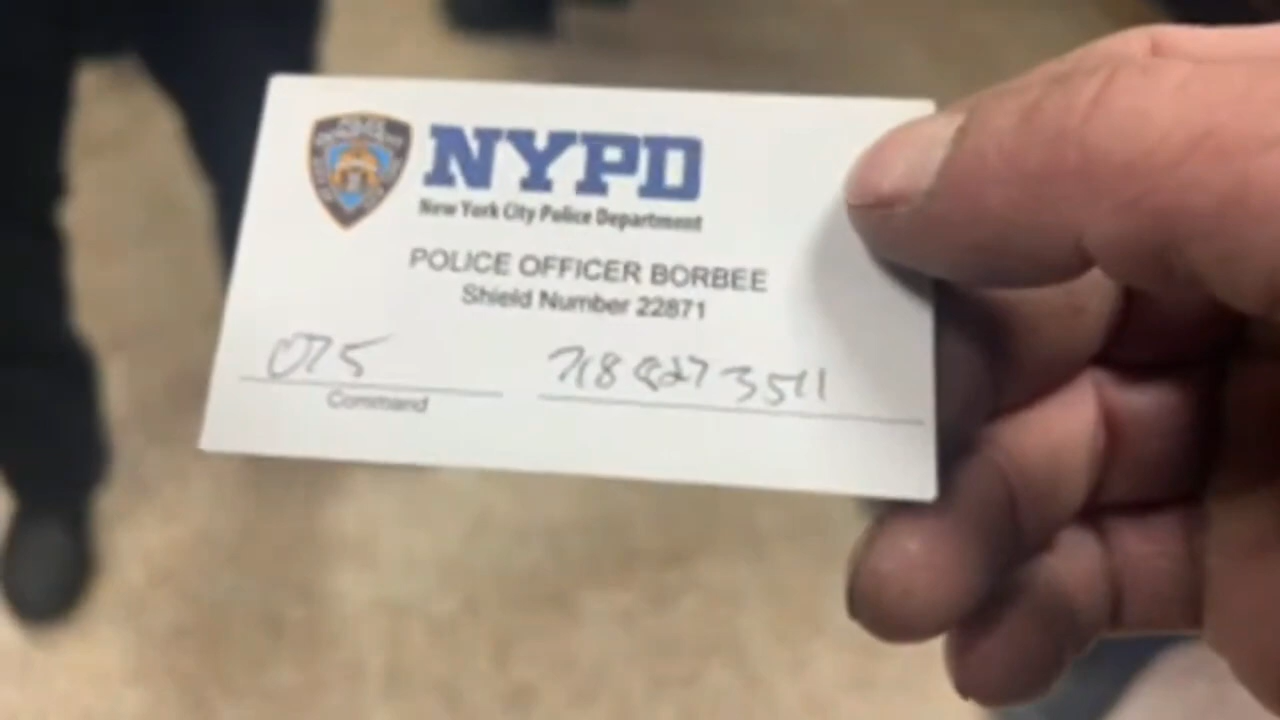 NYPD
New York City Police Department
POLICE OFFICER BORBEE
Shield Number 22871
075 718 827 3511
Command